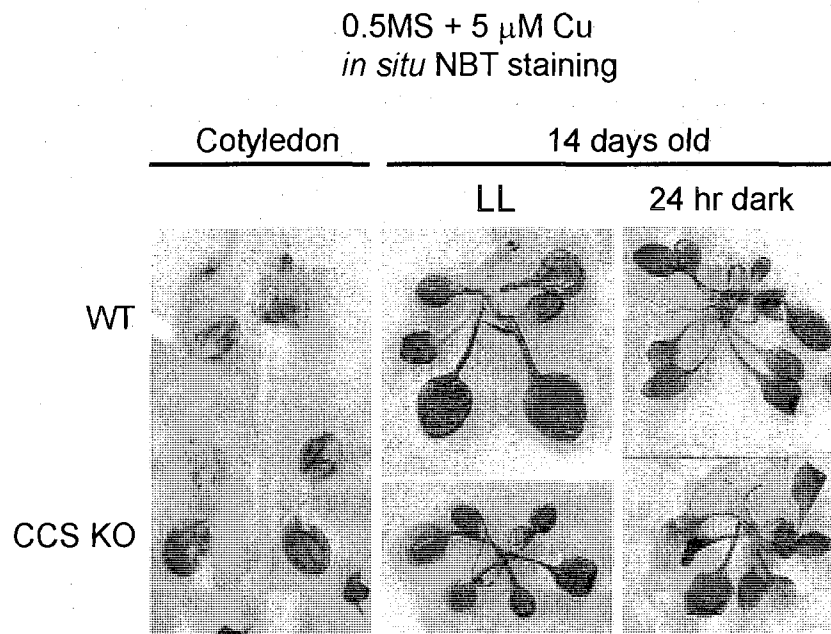 0.5MS + 5 μM Cu
in situ NBT staining
Cotyledon
14 days old
LL
24 hr dark
WT
CCS KO